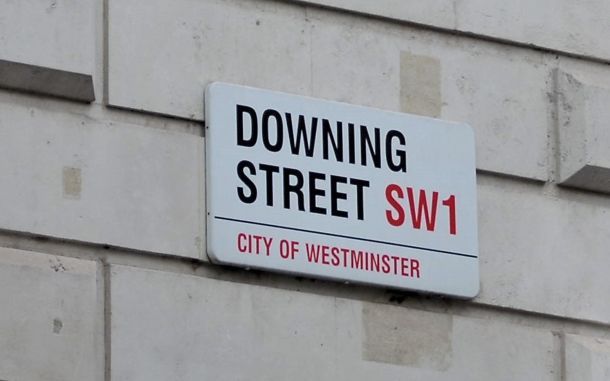 DOWNING
STREET SW1
CITY OF WESTMINSTER